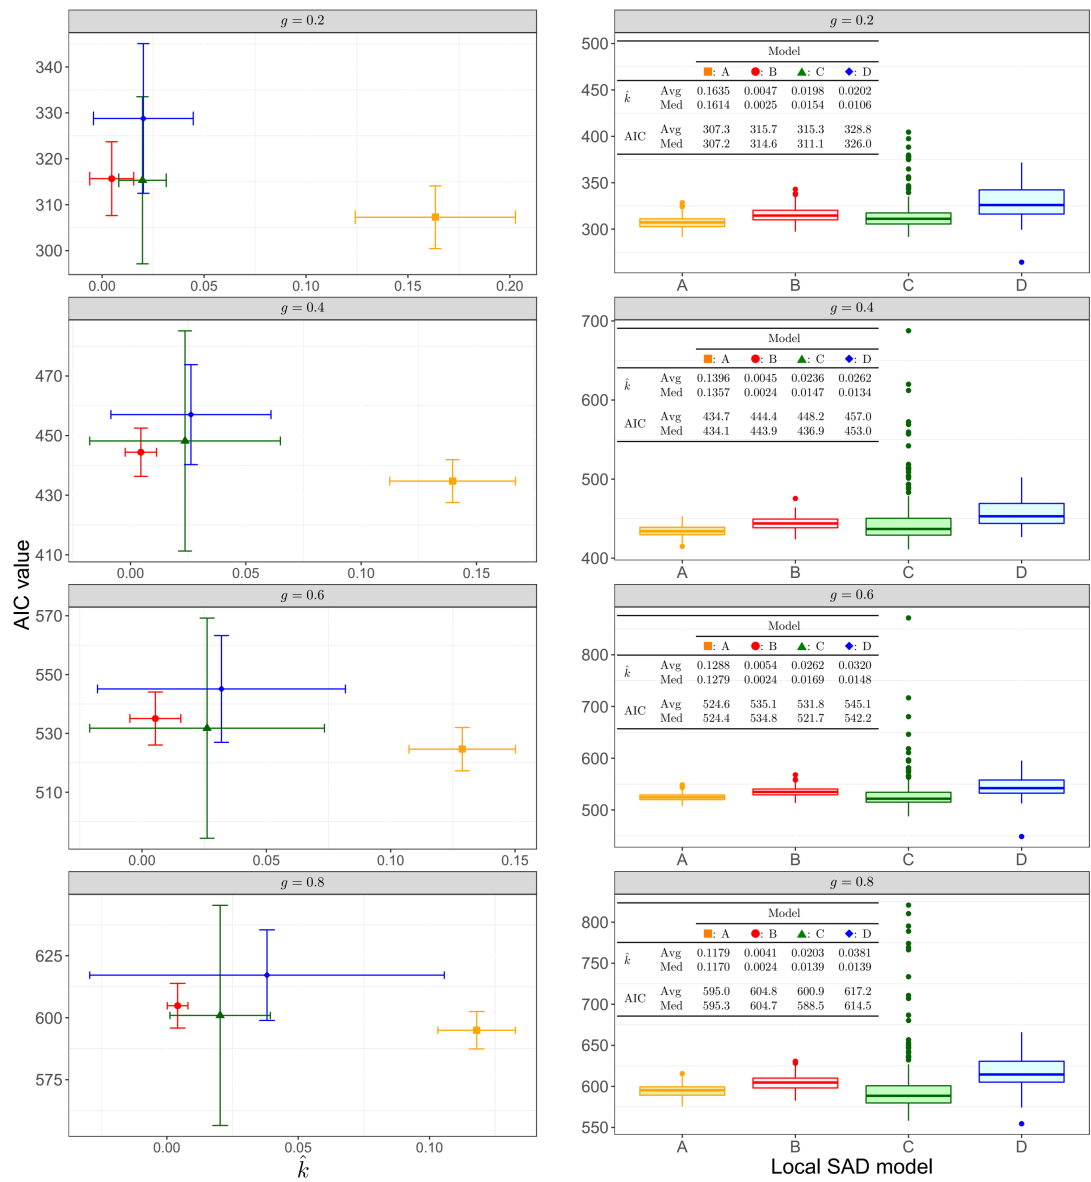 AIC value
g = 0.2
340
330
320
310
300
0.00 0.05 0.10 0.15 0.20
g = 0.4
470
450
430
410
0.00 0.05 0.10 0.15
g = 0.6
570
550
530
510
0.00 0.05 0.10 0.15
g = 0.8
625
600
575
0.00 0.05 0.10
k̂
g = 0.2
500
450
400
350
300
Model
: A : B : C : D
k̂ Avg 0.1635 0.0047 0.0198 0.0202
Med 0.1614 0.0025 0.0154 0.0106
AIC Avg 307.3 315.7 315.3 328.8
Med 307.2 314.6 311.1 326.0
A B C D
g = 0.4
700
600
500
400
Model
: A : B : C : D
k̂ Avg 0.1396 0.0045 0.0236 0.0262
Med 0.1357 0.0024 0.0147 0.0134
AIC Avg 434.7 444.4 448.2 457.0
Med 434.1 443.9 436.9 453.0
A B C D
g = 0.6
800
700
600
500
Model
: A : B : C : D
k̂ Avg 0.1288 0.0054 0.0262 0.0320
Med 0.1279 0.0024 0.0169 0.0148
AIC Avg 524.6 535.1 531.8 545.1
Med 524.4 534.8 521.7 542.2
A B C D
g = 0.8
800
750
700
650
600
550
Model
: A : B : C : D
k̂ Avg 0.1179 0.0041 0.0203 0.0381
Med 0.1170 0.0024 0.0139 0.0139
AIC Avg 595.0 604.8 600.9 617.2
Med 595.3 604.7 588.5 614.5
A B C D
Local SAD model